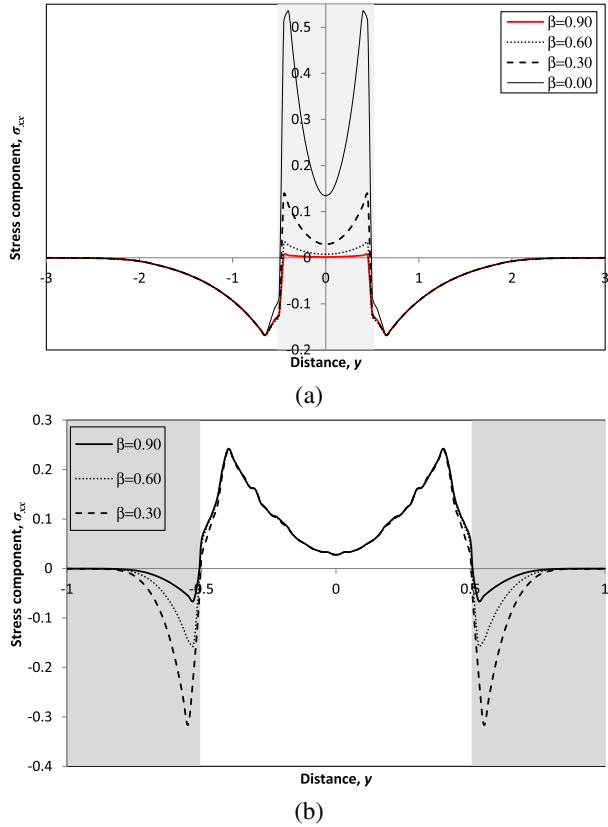 β=0.90
β=0.60
β=0.30
β=0.00
Stress component, σxx
0.5
0.4
0.3
0.2
0.1
0
-0.1
-0.2
-3
-2
-1
0
1
2
3
Distance, y
(a)
β=0.90
β=0.60
β=0.30
Stress component, σxx
0.3
0.2
0.1
0
-0.1
-0.2
-0.3
-0.4
-1
-0.5
0
0.5
1
Distance, y
(b)